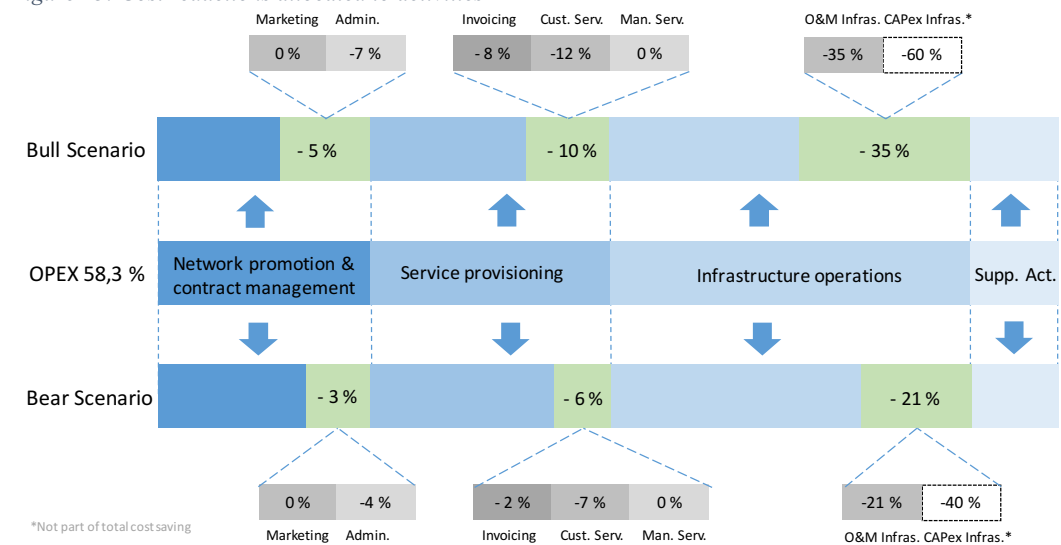 Marketing Admin. Invoicing Cust. Serv. Man. Serv. O&M Infras. CAPex Infras.*
0 % -7 % - 8 % -12 % 0 % -35 % -60 %
Bull Scenario - 5 % - 10 % - 35 %
OPEX 58,3 % Network promotion & contract management Service provisioning Infrastructure operations Supp. Act.
Bear Scenario - 3 % - 6 % - 21 %
0 % -4 % - 2 % -7 % 0 % -21 % -40 %
*Not part of total cost saving
Marketing Admin. Invoicing Cust. Serv. Man. Serv. O&M Infras. CAPex Infras.*